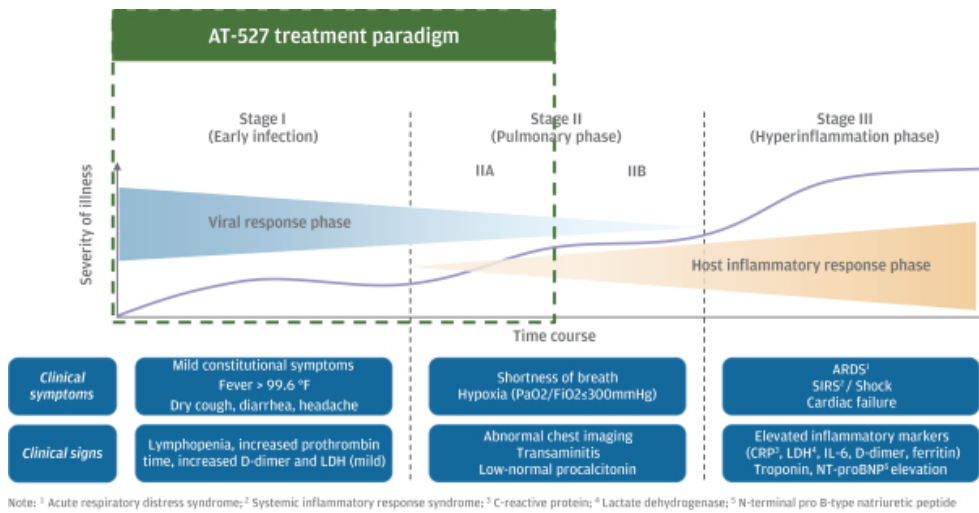 AT-527 treatment paradigm
Stage I
(Early infection)
Stage II
(Pulmonary phase)
Stage III
(Hyperinflammation phase)
IIA
IIB
Severity of illness
Viral response phase
Host inflammatory response phase
Time course
Clinical
symptoms
Mild constitutional symptoms
Fever > 99.6 ºF
Dry cough, diarrhea, headache
Shortness of breath
Hypoxia (PaO2/FiO2≤300mmHg)
ARDS¹
SIRS²/ Shock
Cardiac failure
Clinical signs
Lymphopenia, increased prothrombin
time, increased D-dimer and LDH (mild)
Abnormal chest imaging
Transaminitis
Low-normal procalcitonin
Elevated inflammatory markers
(CRP³, LDH⁴, IL-6, D-dimer, ferritin)
Troponin, NT-proBNP⁵ elevation
Note: ¹ Acute respiratory distress syndrome; ² Systemic inflammatory response syndrome; ³ C-reactive protein; ⁴ Lactate dehydrogenase; ⁵ N-terminal pro B-type natriuretic peptide